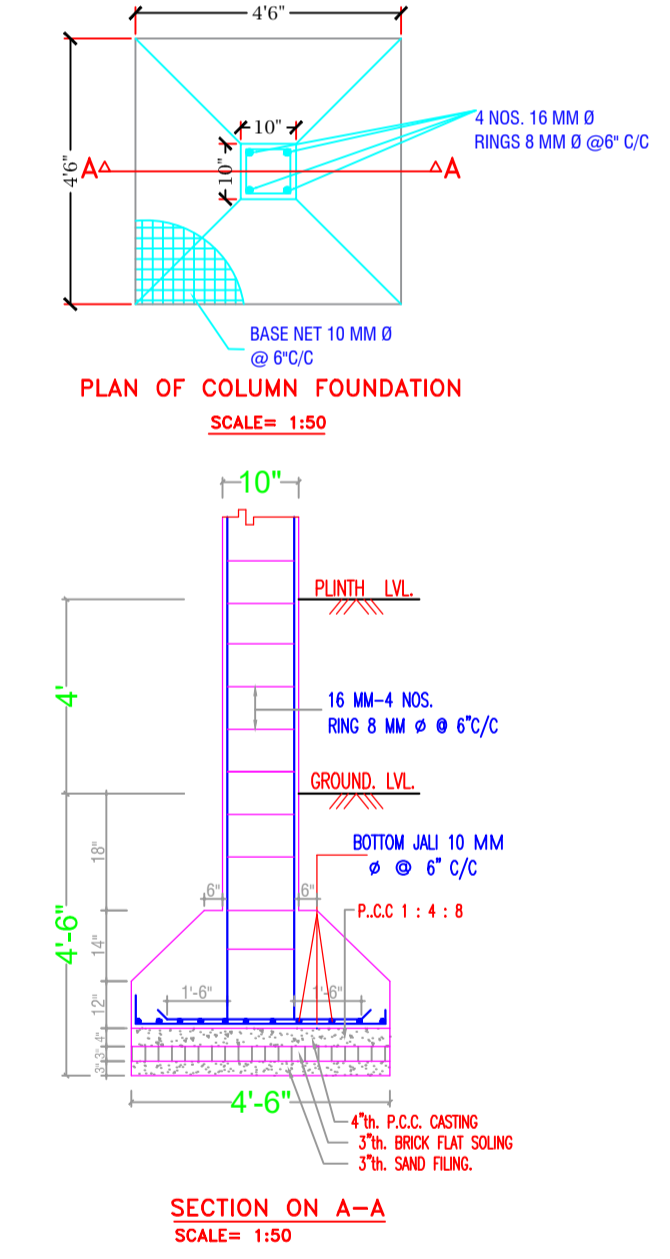 4'6"
4'6"
10"
10"
A
A
4 NOS. 16 MM Ø
RINGS 8 MM Ø @6" C/C
BASE NET 10 MM Ø
@ 6"C/C
PLAN OF COLUMN FOUNDATION
SCALE= 1:50
10"
PLINTH LVL.
4'
16 MM-4 NOS.
RING 8 MM Ø @ 6"C/C
GROUND. LVL.
18"
BOTTOM JALI 10 MM
Ø @ 6" C/C
6"
6"
P..C.C 1 : 4 : 8
4'-6"
14"
1'-6"
1'-6"
12"
4"
3"
3"
4'-6"
4"th. P.C.C. CASTING
3"th. BRICK FLAT SOLING
3"th. SAND FILING.
SECTION ON A-A
SCALE= 1:50